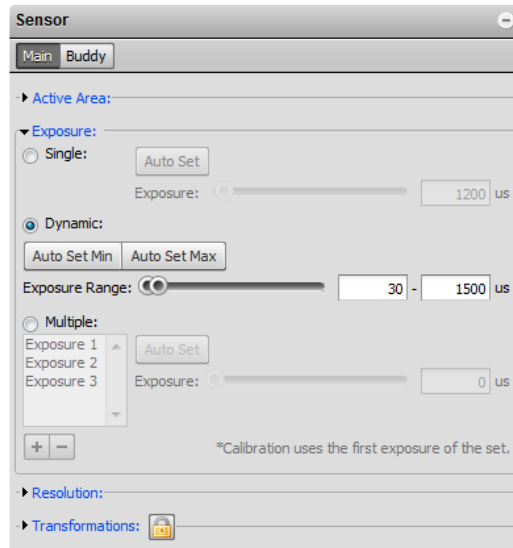 Sensor
Main Buddy
Active Area:
Exposure:
Single: Auto Set
Exposure: 1200 us
Dynamic:
Auto Set Min Auto Set Max
Exposure Range: 30 - 1500 us
Multiple:
Exposure 1 Auto Set
Exposure 2
Exposure 3 Exposure: 0 us
+ − *Calibration uses the first exposure of the set.
Resolution:
Transformations: